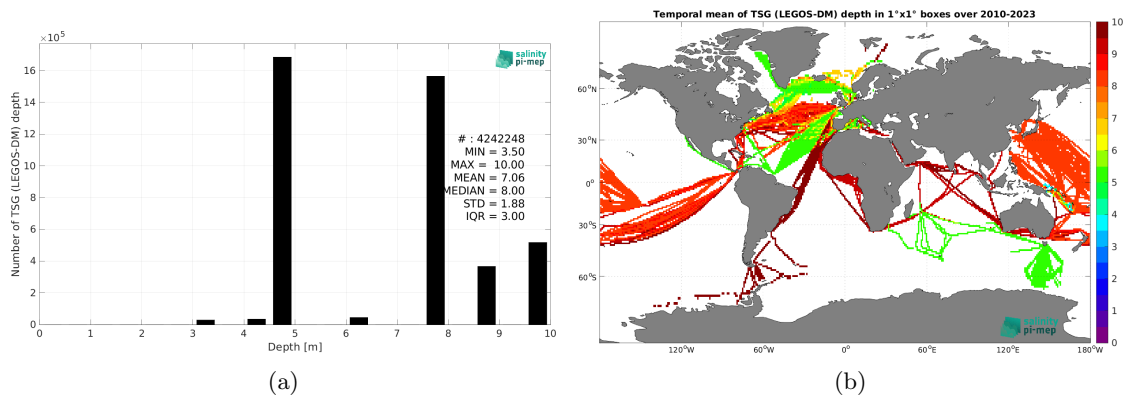 ×10⁵
16
14
12
10
8
6
4
2
0
Number of TSG (LEGOS-DM) depth
salinity
pi-mep
# : 4242248
MIN = 3.50
MAX = 10.00
MEAN = 7.06
MEDIAN = 8.00
STD = 1.88
IQR = 3.00
0 1 2 3 4 5 6 7 8 9 10
Depth [m]
(a)
Temporal mean of TSG (LEGOS-DM) depth in 1°x1° boxes over 2010-2023
60°N
30°N
0°
30°S
60°S
120°W 60°W 0° 60°E 120°E 180°W
salinity
pi-mep
10
9
8
7
6
5
4
3
2
1
0
(b)